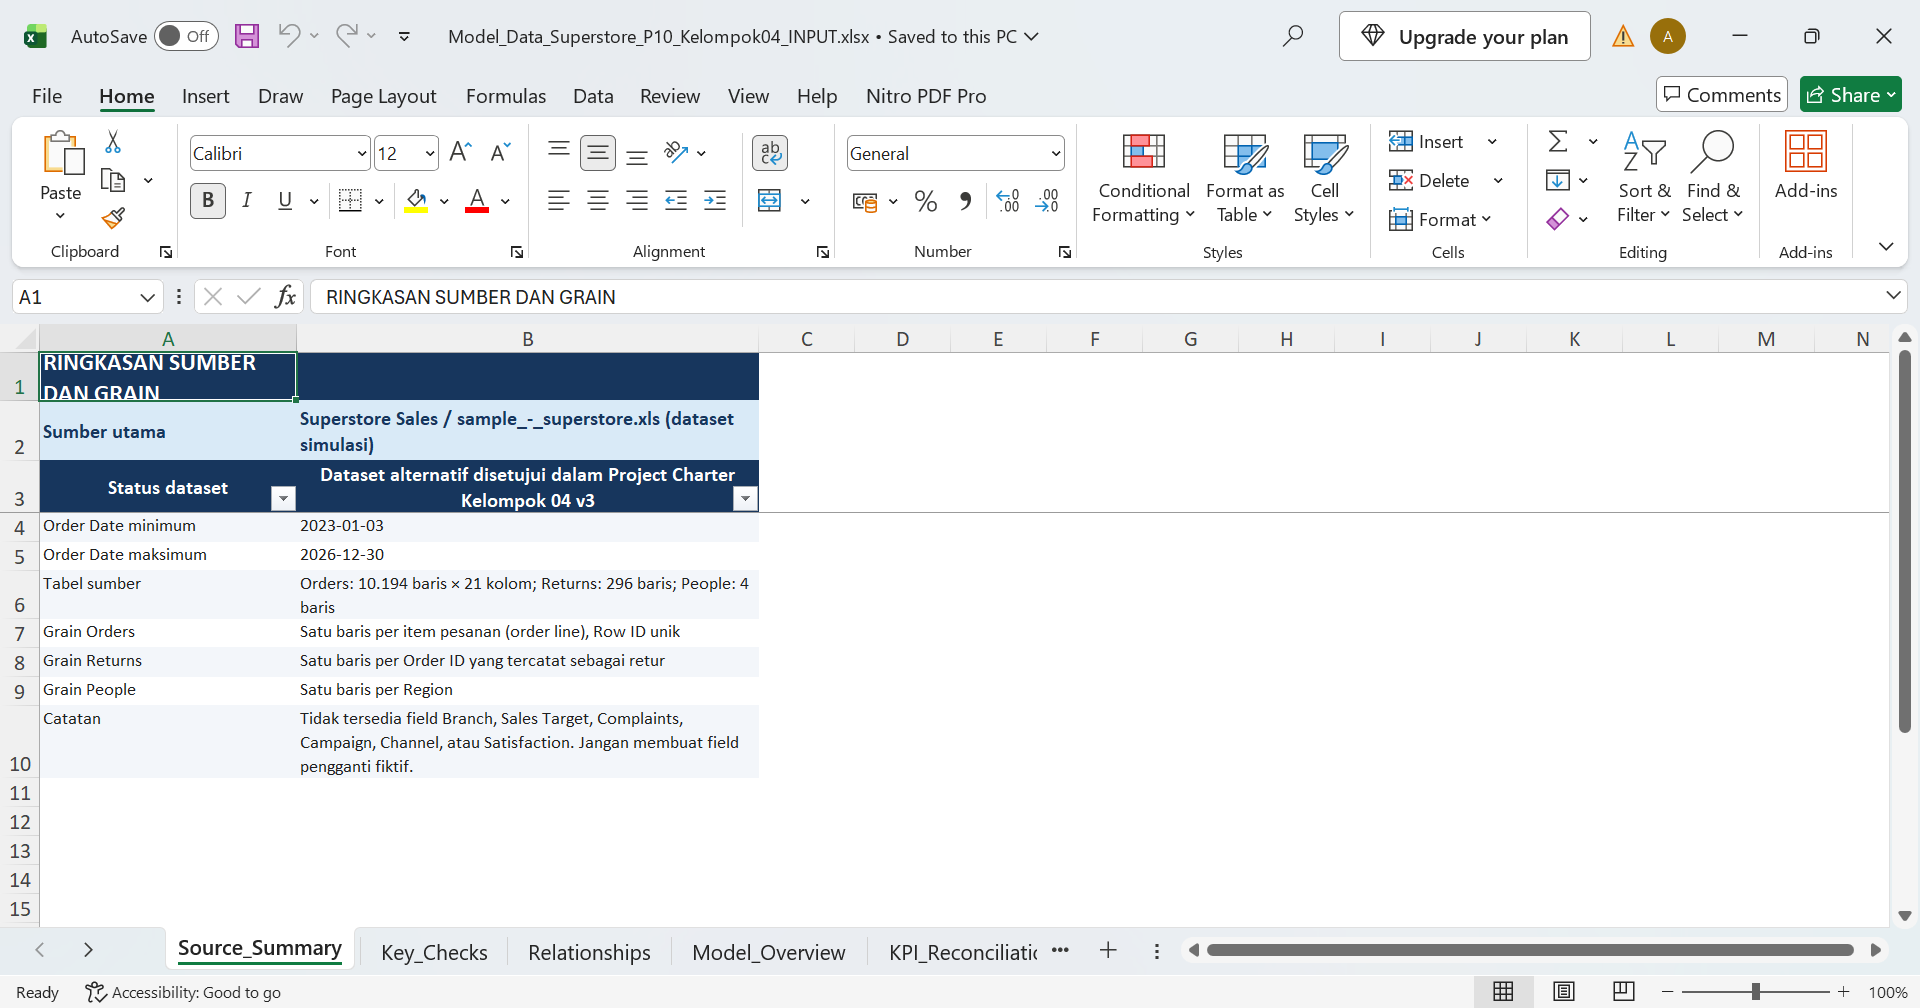 AutoSave Off Model_Data_Superstore_P10_Kelompok04_INPUT.xlsx • Saved to this PC Upgrade your plan A
File Home Insert Draw Page Layout Formulas Data Review View Help Nitro PDF Pro Comments Share
Paste
Clipboard
Calibri 12
B I U
Font
Alignment
General
Number
Conditional Formatting
Format as Table
Cell Styles
Styles
Insert
Delete
Format
Cells
Sort & Filter
Find & Select
Editing
Add-ins
Add-ins
A1 fx RINGKASAN SUMBER DAN GRAIN
A B C D E F G H I J K L M N
1 RINGKASAN SUMBER
DAN GRAIN
2 Sumber utama Superstore Sales / sample_-_superstore.xls (dataset
simulasi)
3 Status dataset Dataset alternatif disetujui dalam Project Charter
Kelompok 04 v3
4 Order Date minimum 2023-01-03
5 Order Date maksimum 2026-12-30
6 Tabel sumber Orders: 10.194 baris × 21 kolom; Returns: 296 baris; People: 4
baris
7 Grain Orders Satu baris per item pesanan (order line), Row ID unik
8 Grain Returns Satu baris per Order ID yang tercatat sebagai retur
9 Grain People Satu baris per Region
10 Catatan Tidak tersedia field Branch, Sales Target, Complaints,
Campaign, Channel, atau Satisfaction. Jangan membuat field
pengganti fiktif.
11
12
13
14
15
Source_Summary Key_Checks Relationships Model_Overview KPI_Reconciliatic
Ready Accessibility: Good to go 100%